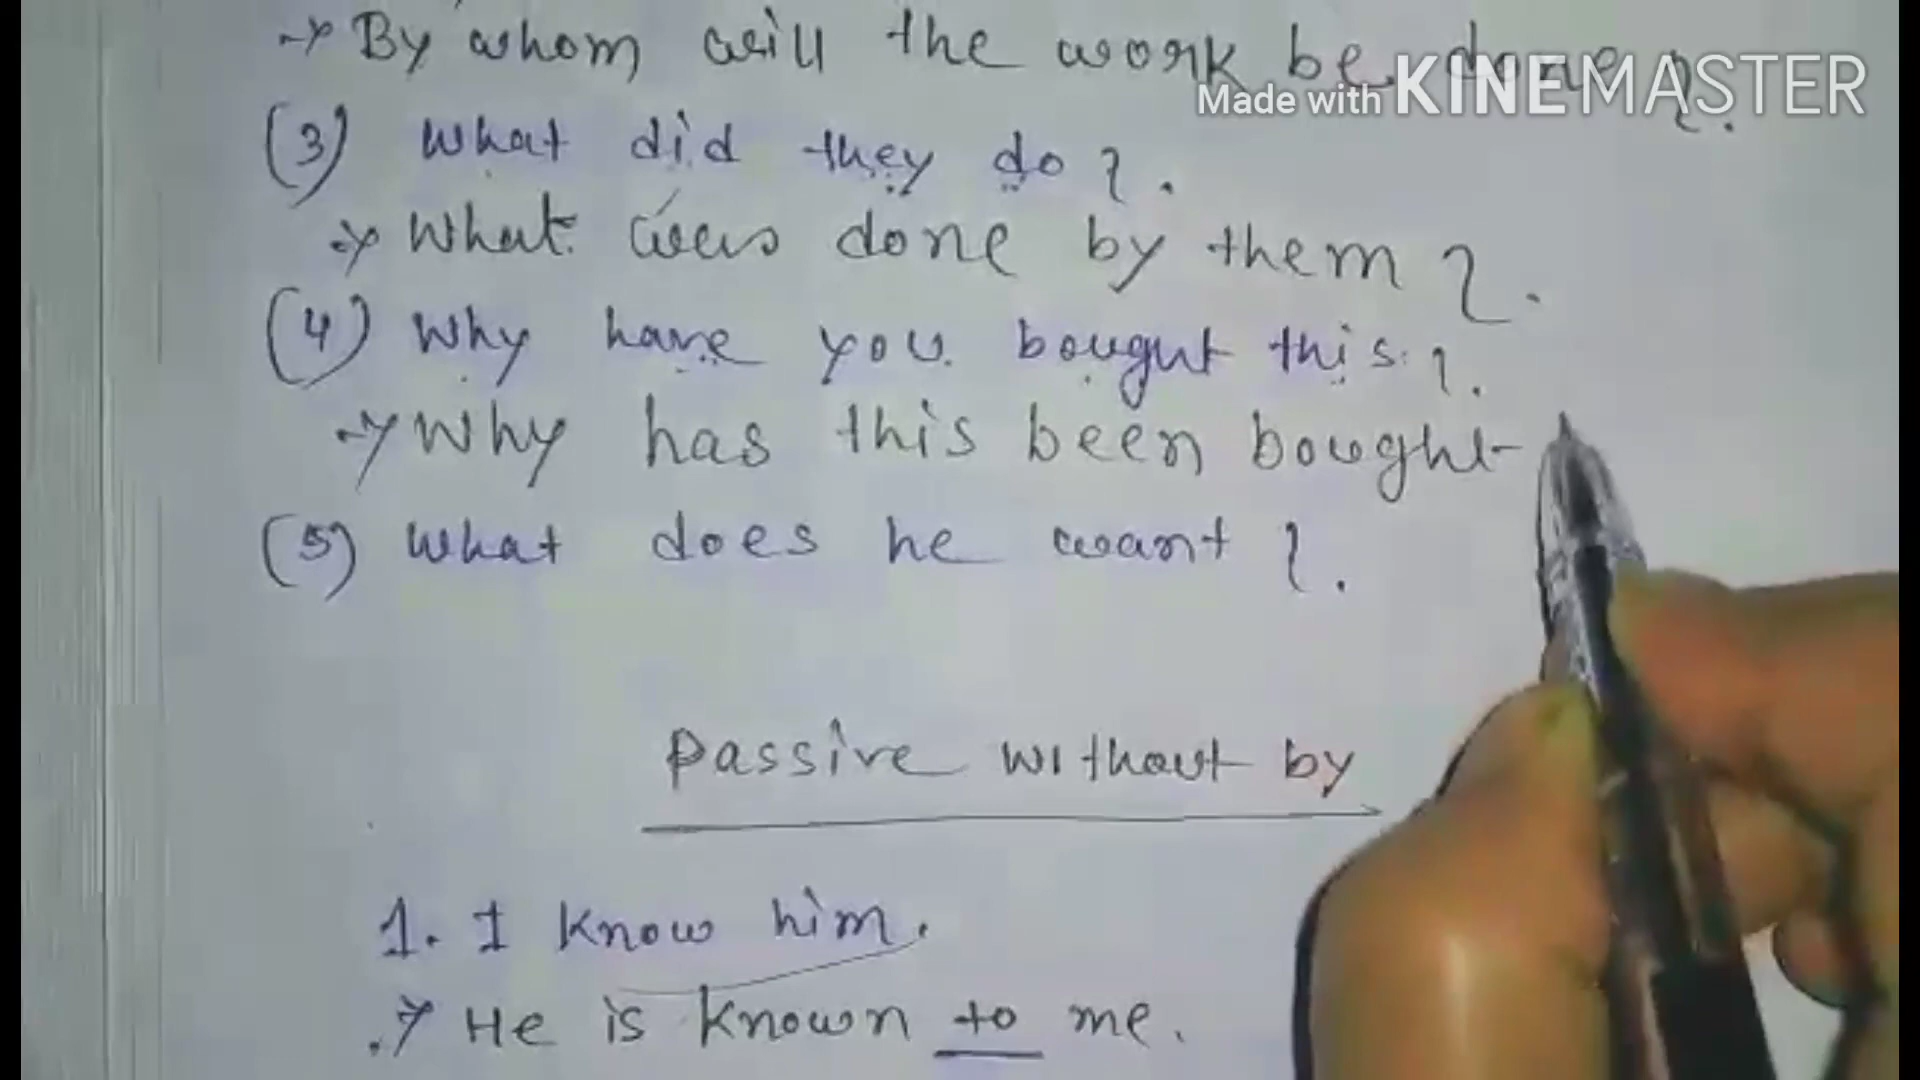 → By whom will the work be done ?
Made with KINEMASTER
(3) What did they do ?
→ What was done by them ?
(4) Why have you bought this ?
→ Why has this been bought
(5) What does he want ?
Passive without by
1. I know him.
→ He is known to me.